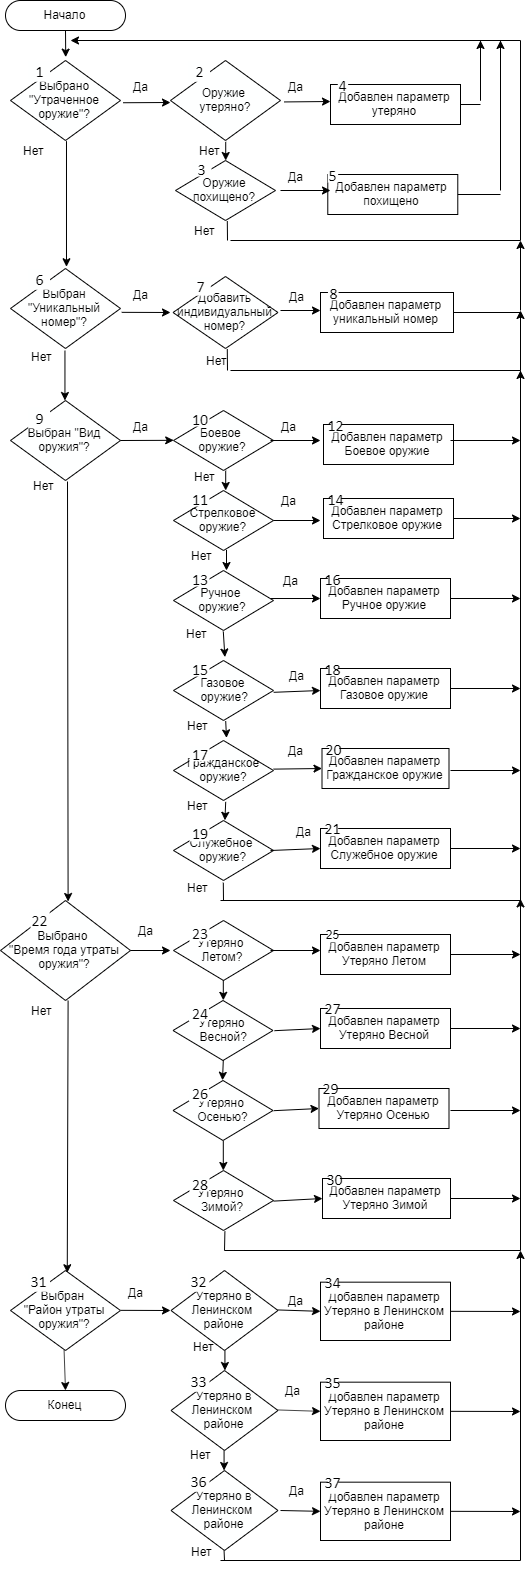 Начало
1
Выбрано
"Утраченное
оружие"?
Да
2
Оружие
утеряно?
Да
4
Добавлен параметр
утеряно
Нет
Нет
3
Оружие
похищено?
Да
5
Добавлен параметр
похищено
Нет
6
Выбран
"Уникальный
номер"?
Да
7
Добавить
индивидуальный
номер?
Да
8
Добавлен параметр
уникальный номер
Нет
Нет
9
Выбран "Вид
оружия"?
Да
10
Боевое
оружие?
Да
12
Добавлен параметр
Боевое оружие
Нет
Нет
11
Стрелковое
оружие?
Да
14
Добавлен параметр
Стрелковое оружие
Нет
13
Ручное
оружие?
Да
16
Добавлен параметр
Ручное оружие
Нет
15
Газовое
оружие?
Да
18
Добавлен параметр
Газовое оружие
Нет
17
Гражданское
оружие?
Да
20
Добавлен параметр
Гражданское оружие
Нет
19
Служебное
оружие?
Да
21
Добавлен параметр
Служебное оружие
Нет
22
Выбрано
"Время года утраты
оружия"?
Да
23
Утеряно
Летом?
25
Добавлен параметр
Утеряно Летом
Нет
24
Утеряно
Весной?
27
Добавлен параметр
Утеряно Весной
26
Утеряно
Осенью?
29
Добавлен параметр
Утеряно Осенью
28
Утеряно
Зимой?
30
Добавлен параметр
Утеряно Зимой
31
Выбран
"Район утраты
оружия"?
Да
32
Утеряно в
Ленинском
районе
Да
34
Добавлен параметр
Утеряно в Ленинском
районе
Нет
Конец
33
Утеряно в
Ленинском
районе
Да
35
Добавлен параметр
Утеряно в Ленинском
районе
Нет
36
Утеряно в
Ленинском
районе
Да
37
Добавлен параметр
Утеряно в Ленинском
районе
Нет